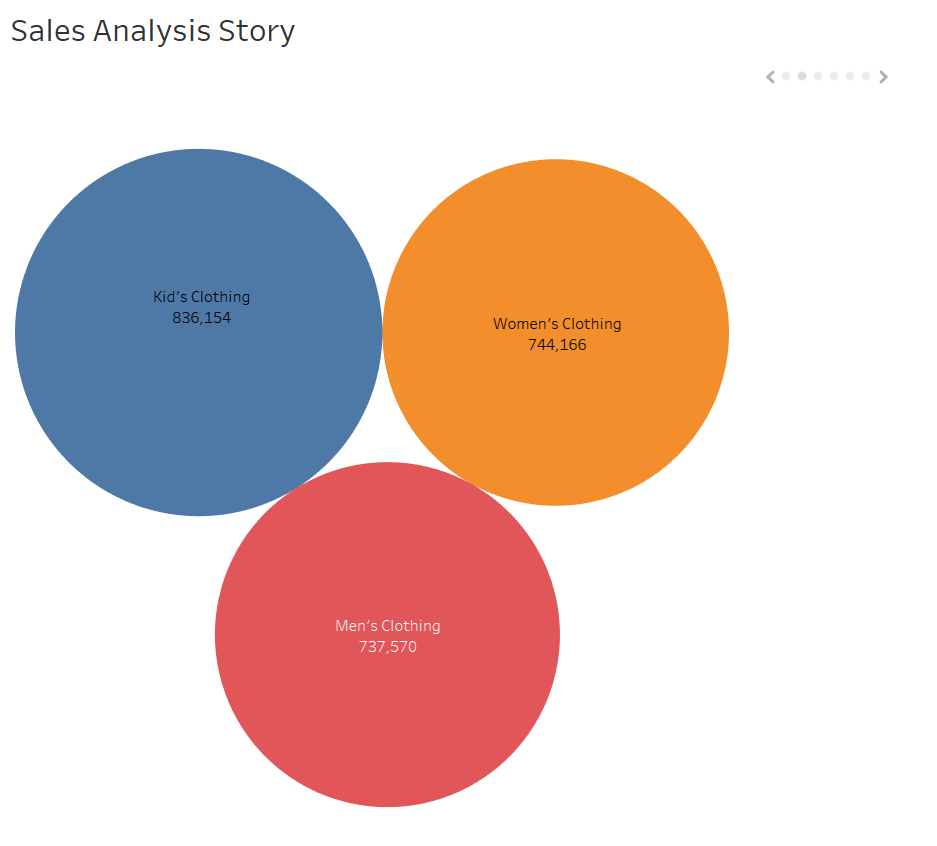 Sales Analysis Story
Kid's Clothing
836,154
Women's Clothing
744,166
Men's Clothing
737,570